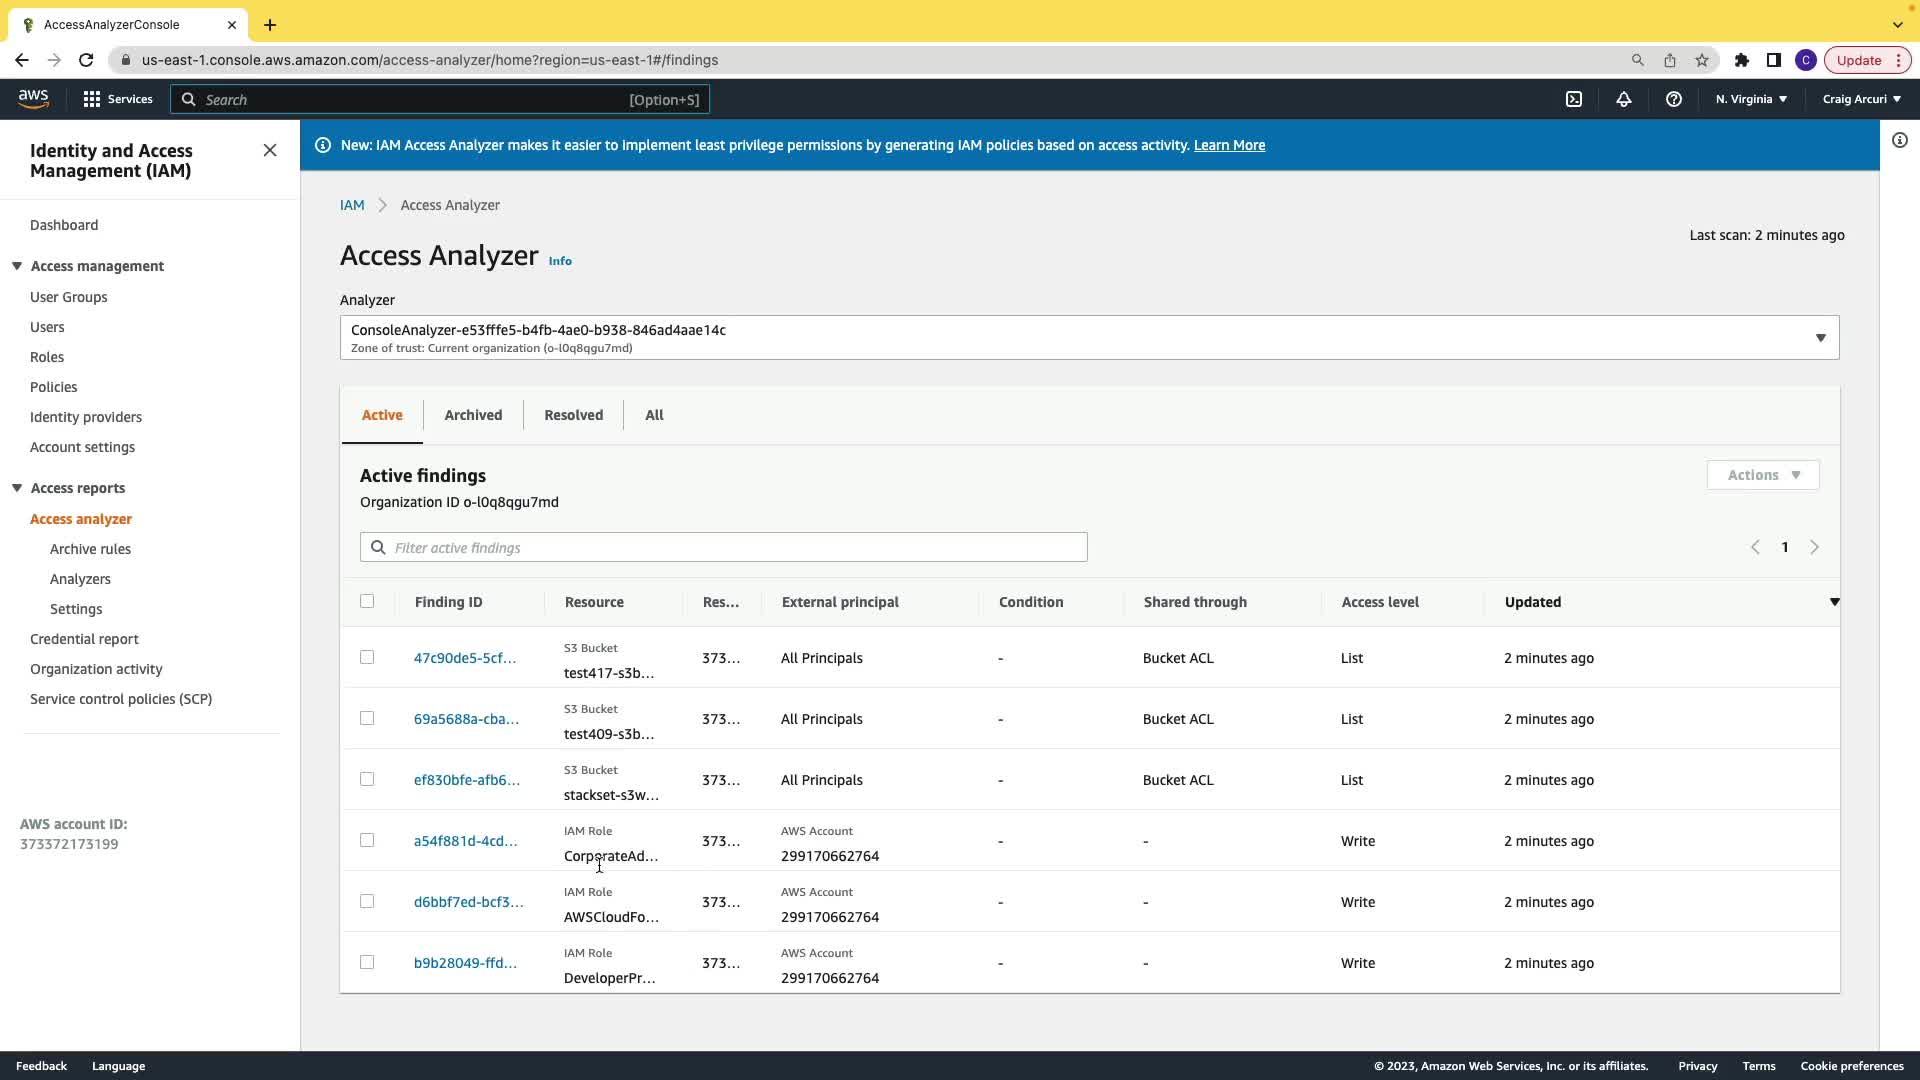 AccessAnalyzerConsole
us-east-1.console.aws.amazon.com/access-analyzer/home?region=us-east-1#/findings
C
Update
aws
Services
Search
[Option+S]
N. Virginia
Craig Arcuri
Identity and Access
Management (IAM)
Dashboard
Access management
User Groups
Users
Roles
Policies
Identity providers
Account settings
Access reports
Access analyzer
Archive rules
Analyzers
Settings
Credential report
Organization activity
Service control policies (SCP)
AWS account ID:
373372173199
New: IAM Access Analyzer makes it easier to implement least privilege permissions by generating IAM policies based on access activity. Learn More
IAM
Access Analyzer
Last scan: 2 minutes ago
Access Analyzer Info
Analyzer
ConsoleAnalyzer-e53fffe5-b4fb-4ae0-b938-846ad4aae14c
Zone of trust: Current organization (o-l0q8qgu7md)
Active
Archived
Resolved
All
Active findings
Actions
Organization ID o-l0q8qgu7md
Filter active findings
1
Finding ID Resource Res... External principal Condition Shared through Access level Updated
47c90de5-5cf... S3 Bucket test417-s3b... 373... All Principals - Bucket ACL List 2 minutes ago
69a5688a-cba... S3 Bucket test409-s3b... 373... All Principals - Bucket ACL List 2 minutes ago
ef830bfe-afb6... S3 Bucket stackset-s3w... 373... All Principals - Bucket ACL List 2 minutes ago
a54f881d-4cd... IAM Role CorporateAd... 373... AWS Account 299170662764 - - Write 2 minutes ago
d6bbf7ed-bcf3... IAM Role AWSCloudFo... 373... AWS Account 299170662764 - - Write 2 minutes ago
b9b28049-ffd... IAM Role DeveloperPr... 373... AWS Account 299170662764 - - Write 2 minutes ago
Feedback
Language
© 2023, Amazon Web Services, Inc. or its affiliates.
Privacy
Terms
Cookie preferences